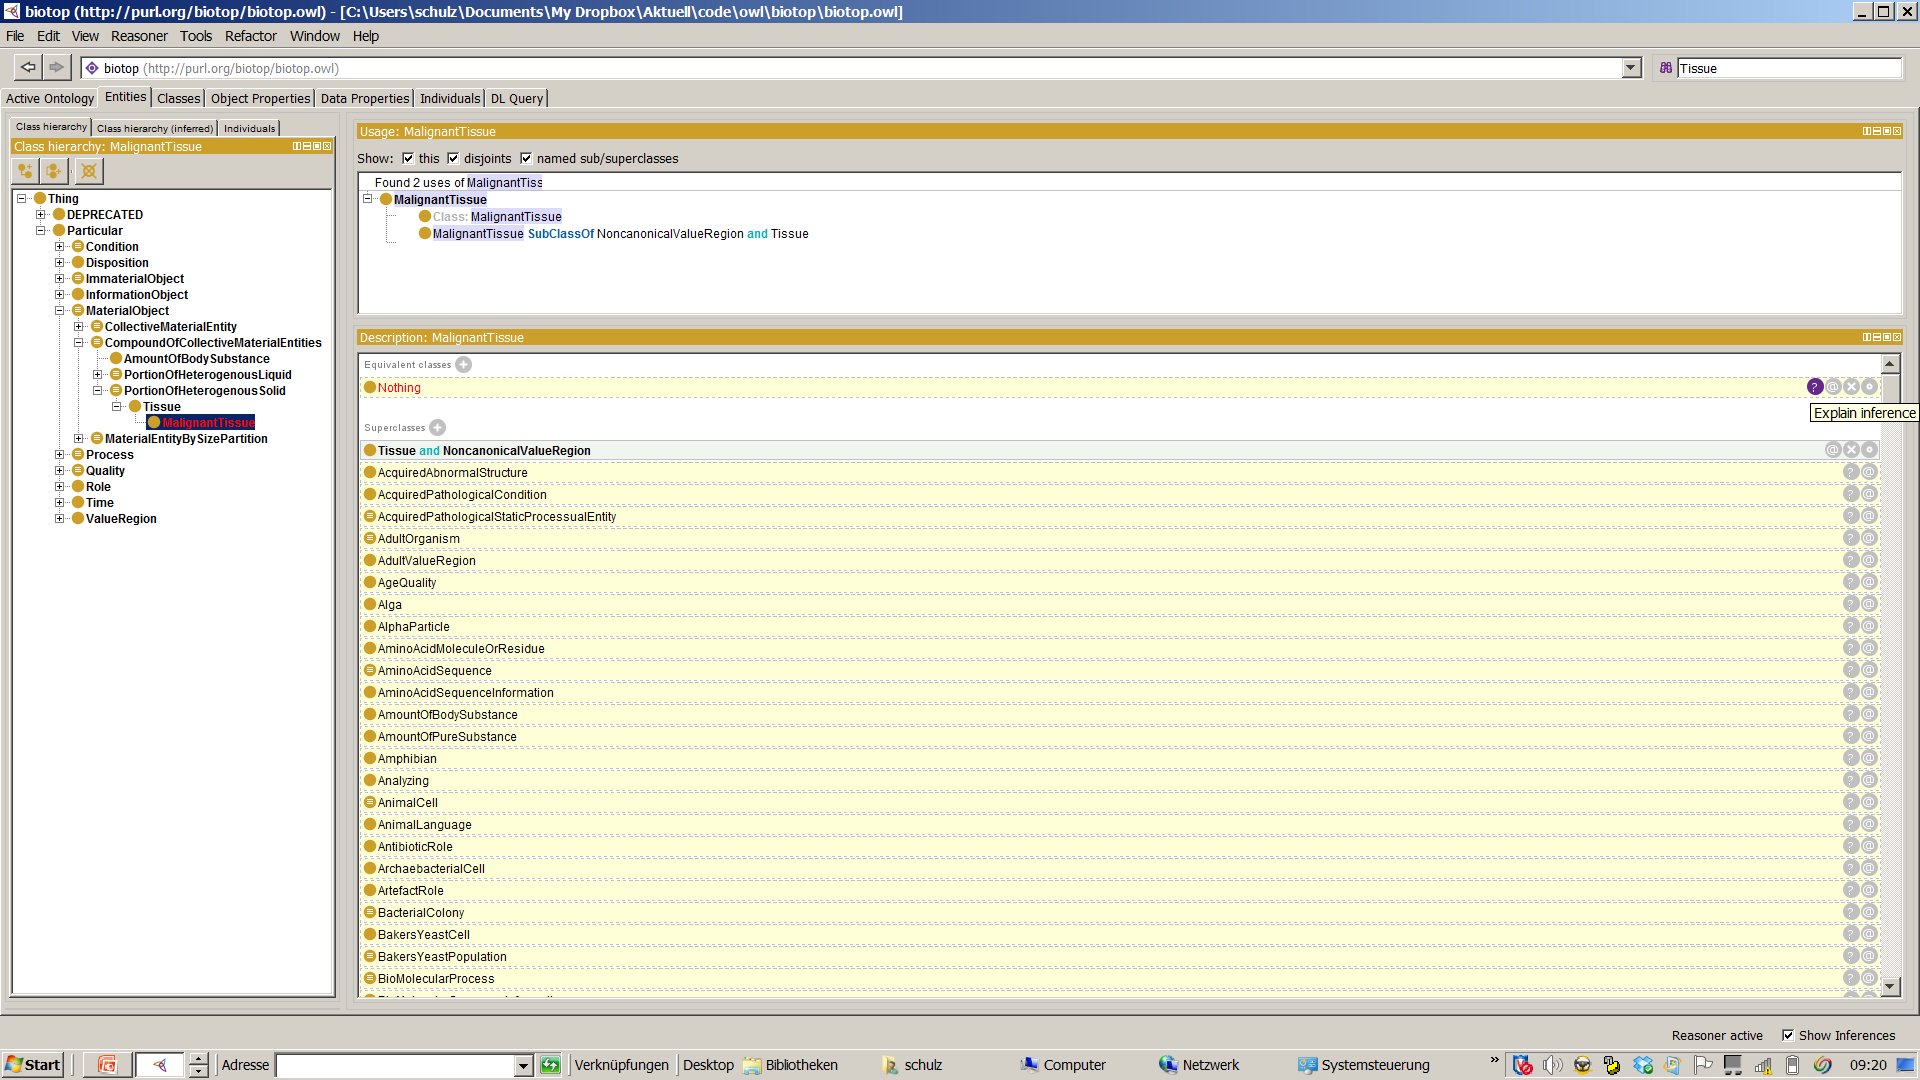 biotop (http://purl.org/biotop/biotop.owl) - [C:\Users\schulz\Documents\My Dropbox\Aktuell\code\owl\biotop\biotop.owl]
File Edit View Reasoner Tools Refactor Window Help
biotop (http://purl.org/biotop/biotop.owl)
Tissue
Active Ontology Entities Classes Object Properties Data Properties Individuals DL Query
Class hierarchy Class hierarchy (inferred) Individuals
Class hierarchy: MalignantTissue
Thing
DEPRECATED
Particular
Condition
Disposition
ImmaterialObject
InformationObject
MaterialObject
CollectiveMaterialEntity
CompoundOfCollectiveMaterialEntities
AmountOfBodySubstance
PortionOfHeterogenousLiquid
PortionOfHeterogenousSolid
Tissue
MalignantTissue
MaterialEntityBySizePartition
Process
Quality
Role
Time
ValueRegion
Usage: MalignantTissue
Show: this disjoints named sub/superclasses
Found 2 uses of MalignantTiss
MalignantTissue
Class: MalignantTissue
MalignantTissue SubClassOf NoncanonicalValueRegion and Tissue
Description: MalignantTissue
Equivalent classes
Nothing
Explain inference
Superclasses
Tissue and NoncanonicalValueRegion
AcquiredAbnormalStructure
AcquiredPathologicalCondition
AcquiredPathologicalStaticProcessualEntity
AdultOrganism
AdultValueRegion
AgeQuality
Alga
AlphaParticle
AminoAcidMoleculeOrResidue
AminoAcidSequence
AminoAcidSequenceInformation
AmountOfBodySubstance
AmountOfPureSubstance
Amphibian
Analyzing
AnimalCell
AnimalLanguage
AntibioticRole
ArchaebacterialCell
ArtefactRole
BacterialColony
BakersYeastCell
BakersYeastPopulation
BioMolecularProcess
Reasoner active Show Inferences
Start Adresse Verknüpfungen Desktop Bibliotheken schulz Computer Netzwerk Systemsteuerung » 09:20